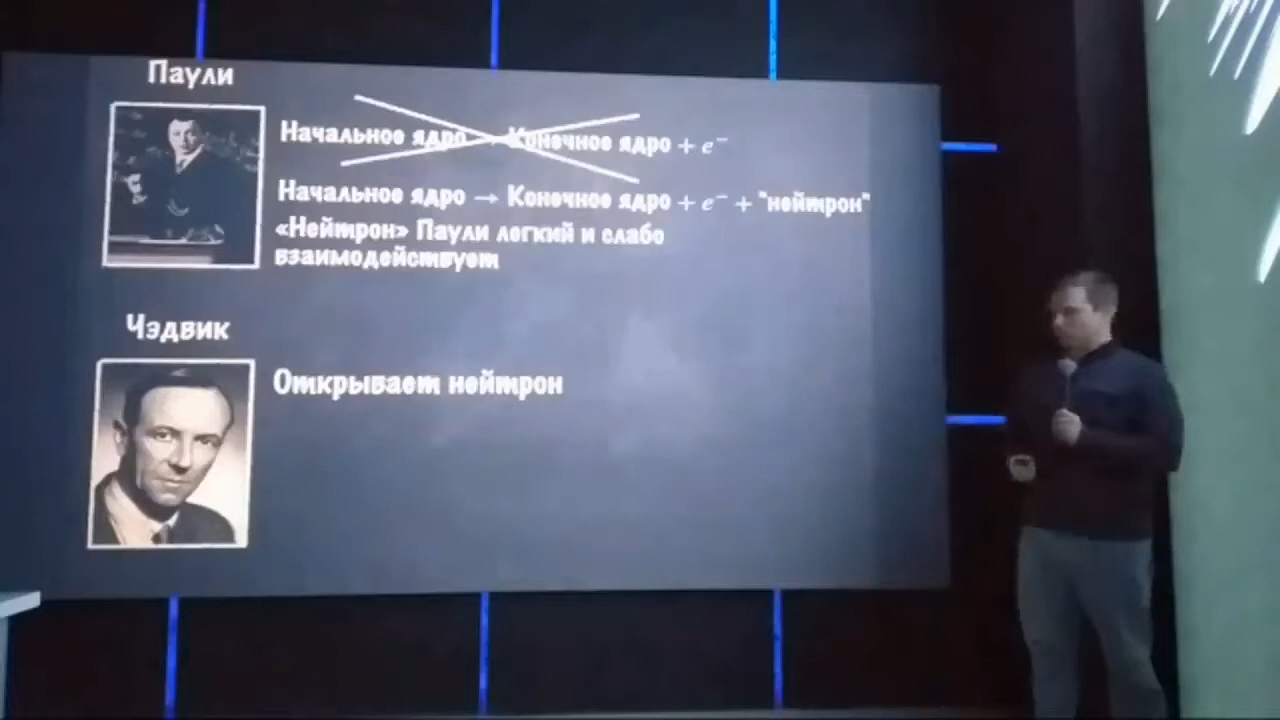 Паули
Начальное ядро → Конечное ядро + e⁻
Начальное ядро → Конечное ядро + e⁻ + "нейтрон"
«Нейтрон» Паули легкий и слабо
взаимодействует
Чэдвик
Открывает нейтрон